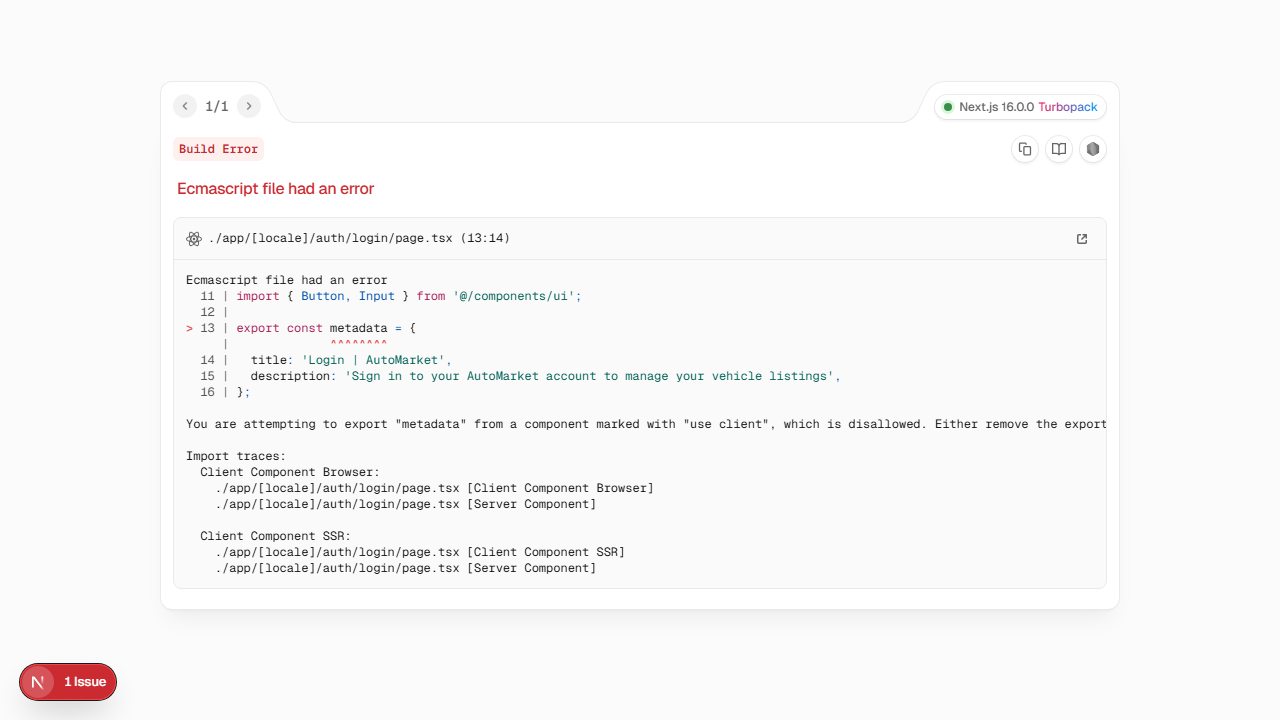 1/1
Next.js 16.0.0 Turbopack
Build Error
Ecmascript file had an error
./app/[locale]/auth/login/page.tsx (13:14)
Ecmascript file had an error
  11 | import { Button, Input } from '@/components/ui';
  12 |
> 13 | export const metadata = {
     |              ^^^^^^^^
  14 |   title: 'Login | AutoMarket',
  15 |   description: 'Sign in to your AutoMarket account to manage your vehicle listings',
  16 | };
You are attempting to export "metadata" from a component marked with "use client", which is disallowed. Either remove the export
Import traces:
  Client Component Browser:
    ./app/[locale]/auth/login/page.tsx [Client Component Browser]
    ./app/[locale]/auth/login/page.tsx [Server Component]
  Client Component SSR:
    ./app/[locale]/auth/login/page.tsx [Client Component SSR]
    ./app/[locale]/auth/login/page.tsx [Server Component]
N 1 Issue